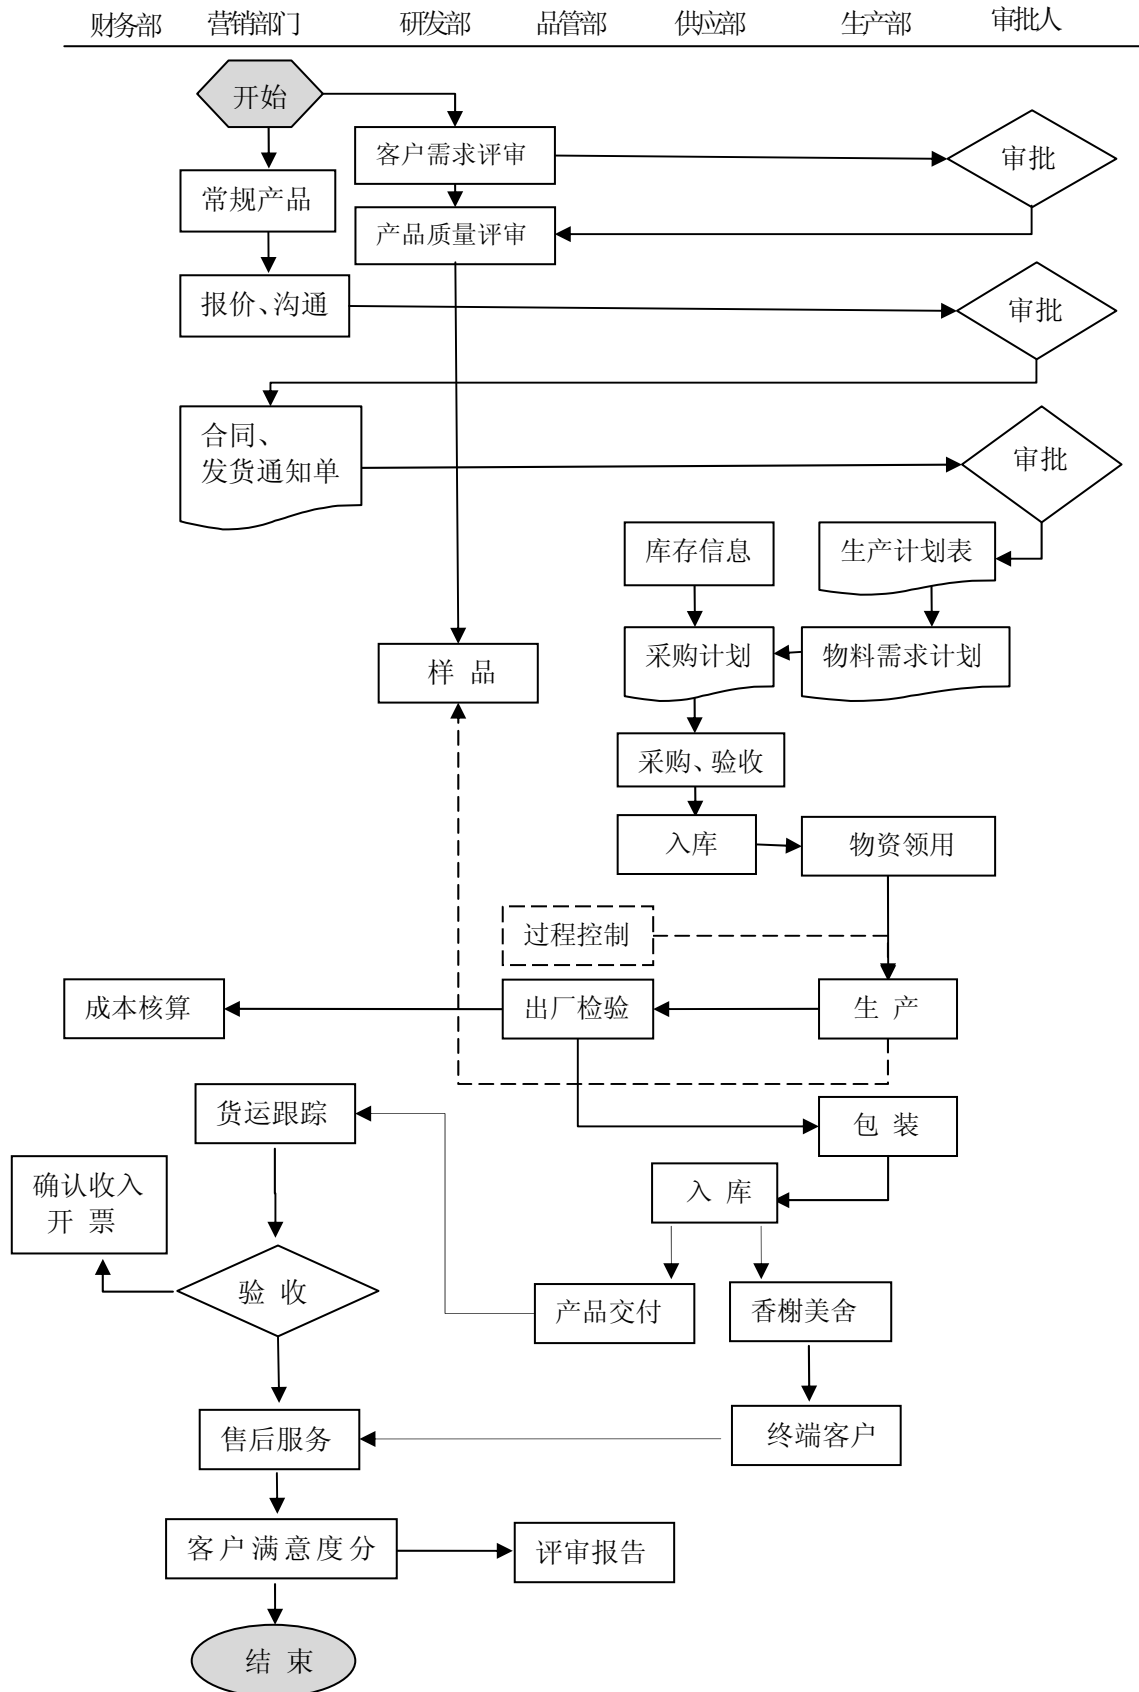 财务部 营销部门 研发部 品管部 供应部 生产部 审批人
开始
客户需求评审
审批
常规产品
产品质量评审
报价、沟通
审批
合同、
发货通知单
审批
库存信息
生产计划表
样 品
采购计划
物料需求计划
采购、验收
入库
物资领用
过程控制
成本核算
出厂检验
生 产
货运跟踪
包 装
确认收入
开 票
入 库
验 收
产品交付
香榭美舍
售后服务
终端客户
客户满意度分
评审报告
结 束